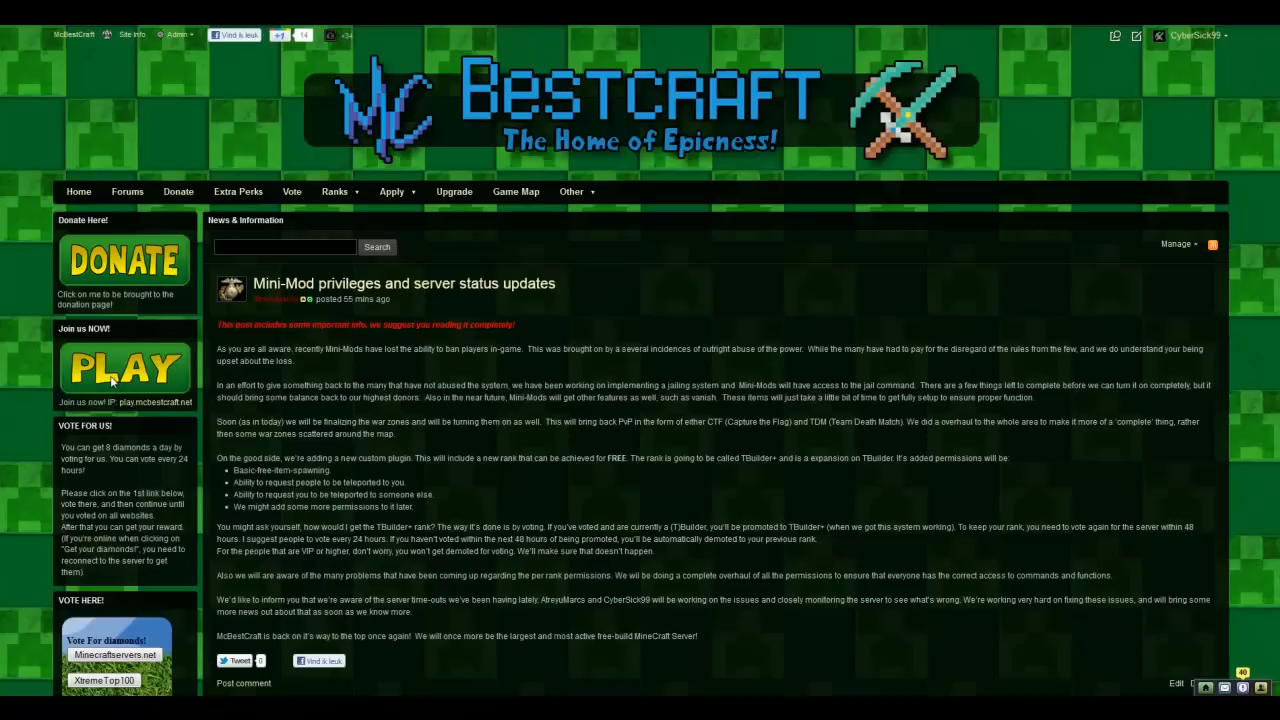 McBestCraft Site Info Admin Vind ik leuk +1 14 +34 CyberSick99
MC BestCraft
The Home of Epicness!
Home Forums Donate Extra Perks Vote Ranks Apply Upgrade Game Map Other
Donate Here!
DONATE
Click on me to be brought to the
donation page!
Join us NOW!
PLAY
Join us now! IP: play.mcbestcraft.net
VOTE FOR US!
You can get 8 diamonds a day by
voting for us. You can vote every 24
hours!
Please click on the 1st link below,
vote there, and then continue until
you voted on all websites.
After that you can get your reward.
(If you're online when clicking on
"Get your diamonds!", you need to
reconnect to the server to get
them)
VOTE HERE!
Vote For diamonds!
Minecraftservers.net
XtremeTop100
News & Information
Search
Manage
Mini-Mod privileges and server status updates
posted 55 mins ago
This post includes some important info, we suggest you reading it completely!
As you are all aware, recently Mini-Mods have lost the ability to ban players in-game. This was brought on by a several incidences of outright abuse of the power. While the many have had to pay for the disregard of the rules from the few, and we do understand your being
upset about the loss.
In an effort to give something back to the many that have not abused the system, we have been working on implementing a jailing system and Mini-Mods will have access to the jail command. There are a few things left to complete before we can turn it on completely, but it
should bring some balance back to our highest donors. Also in the near future, Mini-Mods will get other features as well, such as vanish. These items will just take a little bit of time to get fully setup to ensure proper function.
Soon (as in today) we will be finalizing the war zones and will be turning them on as well. This will bring back PvP in the form of either CTF (Capture the Flag) and TDM (Team Death Match). We did a overhaul to the whole area to make it more of a 'complete' thing, rather
then some war zones scattered around the map.
On the good side, we're adding a new custom plugin. This will include a new rank that can be achieved for FREE. The rank is going to be called TBuilder+ and is a expansion on TBuilder. It's added permissions will be:
Basic-free-item-spawning.
Ability to request people to be teleported to you.
Ability to request you to be teleported to someone else.
We might add some more permissions to it later.
You might ask yourself, how would I get the TBuilder+ rank? The way it's done is by voting. If you've voted and are currently a (T)Builder, you'll be promoted to TBuilder+ (when we got this system working). To keep your rank, you need to vote again for the server within 48
hours. I suggest people to vote every 24 hours. If you haven't voted within the next 48 hours of being promoted, you'll be automatically demoted to your previous rank.
For the people that are VIP or higher, don't worry, you won't get demoted for voting. We'll make sure that doesn't happen.
Also we will are aware of the many problems that have been coming up regarding the per rank permissions. We wil be doing a complete overhaul of all the permissions to ensure that everyone has the correct access to commands and functions.
We'd like to inform you that we're aware of the server time-outs we've been having lately, AtreyuMarcs and CyberSick99 will be working on the issues and closely monitoring the server to see what's wrong. We're working very hard on fixing these issues, and will bring some
more news out about that as soon as we know more.
McBestCraft is back on it's way to the top once again! We will once more be the largest and most active free-build MineCraft Server!
Tweet 0 Vind ik leuk
Post comment
Edit
40